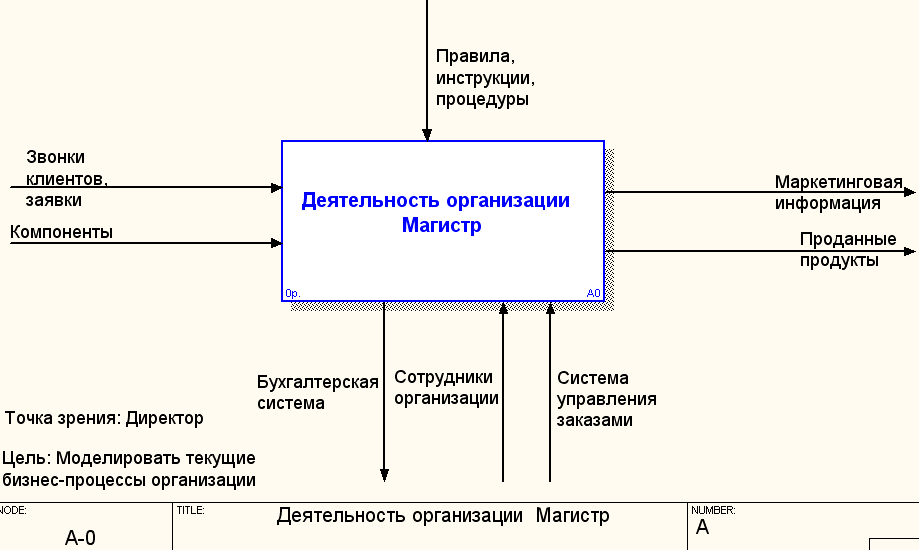 Правила,
инструкции,
процедуры
Звонки
клиентов,
заявки
Компоненты
Деятельность организации
Магистр
0р.
A0
Маркетинговая
информация
Проданные
продукты
Бухгалтерская
система
Сотрудники
организации
Система
управления
заказами
Точка зрения: Директор
Цель: Моделировать текущие
бизнес-процессы организации
NODE:
A-0
TITLE:
Деятельность организации Магистр
NUMBER:
A